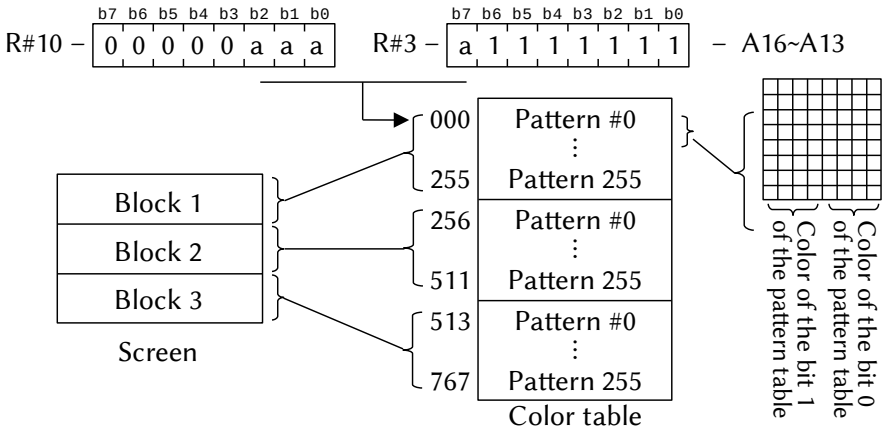 b7 b6 b5 b4 b3 b2 b1 b0
b7 b6 b5 b4 b3 b2 b1 b0
R#10 – 0 0 0 0 0 a a a
R#3 – a 1 1 1 1 1 1 1 – A16~A13
000 Pattern #0
⋮
255 Pattern 255
256 Pattern #0
⋮
511 Pattern 255
513 Pattern #0
⋮
767 Pattern 255
Color table
Block 1
Block 2
Block 3
Screen
Color of the bit 0
of the pattern table
Color of the bit 1
of the pattern table